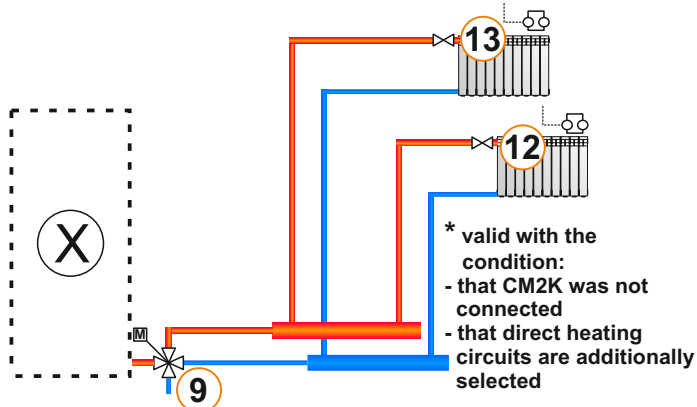 13
12
X
* valid with the
condition:
- that CM2K was not
connected
- that direct heating
circuits are additionally
selected
M
9